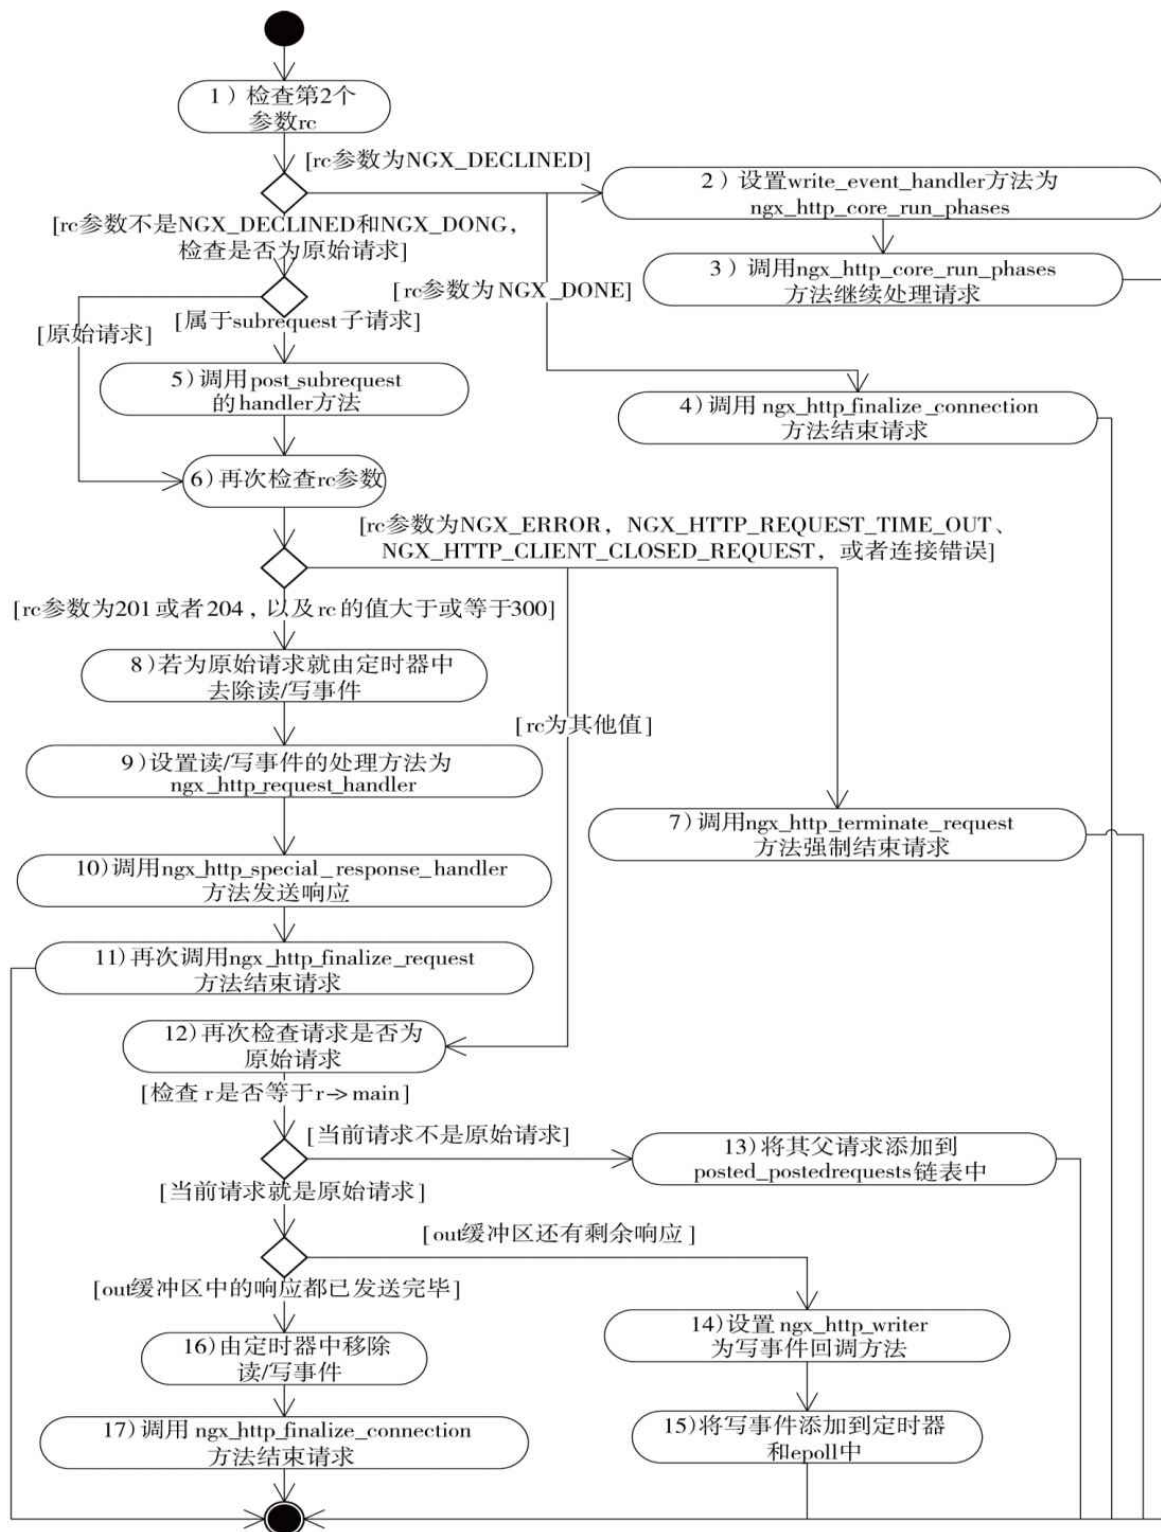 1）检查第2个
参数rc
[rc参数为NGX_DECLINED]
2）设置write_event_handler方法为
ngx_http_core_run_phases
[rc参数不是NGX_DECLINED和NGX_DONG，
检查是否为原始请求]
3）调用ngx_http_core_run_phases
方法继续处理请求
[rc参数为NGX_DONE]
[原始请求]
[属于subrequest子请求]
5)调用post_subrequest
的handler方法
4)调用 ngx_http_finalize_connection
方法结束请求
6)再次检查rc参数
[rc参数为NGX_ERROR，NGX_HTTP_REQUEST_TIME_OUT、
NGX_HTTP_CLIENT_CLOSED_REQUEST，或者连接错误]
[rc参数为201或者204，以及rc的值大于或等于300]
8)若为原始请求就由定时器中
去除读/写事件
[rc为其他值]
9)设置读/写事件的处理方法为
ngx_http_request_handler
7)调用ngx_http_terminate_request
方法强制结束请求
10)调用ngx_http_special_response_handler
方法发送响应
11)再次调用ngx_http_finalize_request
方法结束请求
12)再次检查请求是否为
原始请求
[检查 r是否等于r->main]
[当前请求不是原始请求]
13)将其父请求添加到
posted_postedrequests链表中
[当前请求就是原始请求]
[out缓冲区还有剩余响应]
[out缓冲区中的响应都已发送完毕]
14)设置 ngx_http_writer
为写事件回调方法
16)由定时器中移除
读/写事件
15)将写事件添加到定时器
和epoll中
17)调用 ngx_http_finalize_connection
方法结束请求